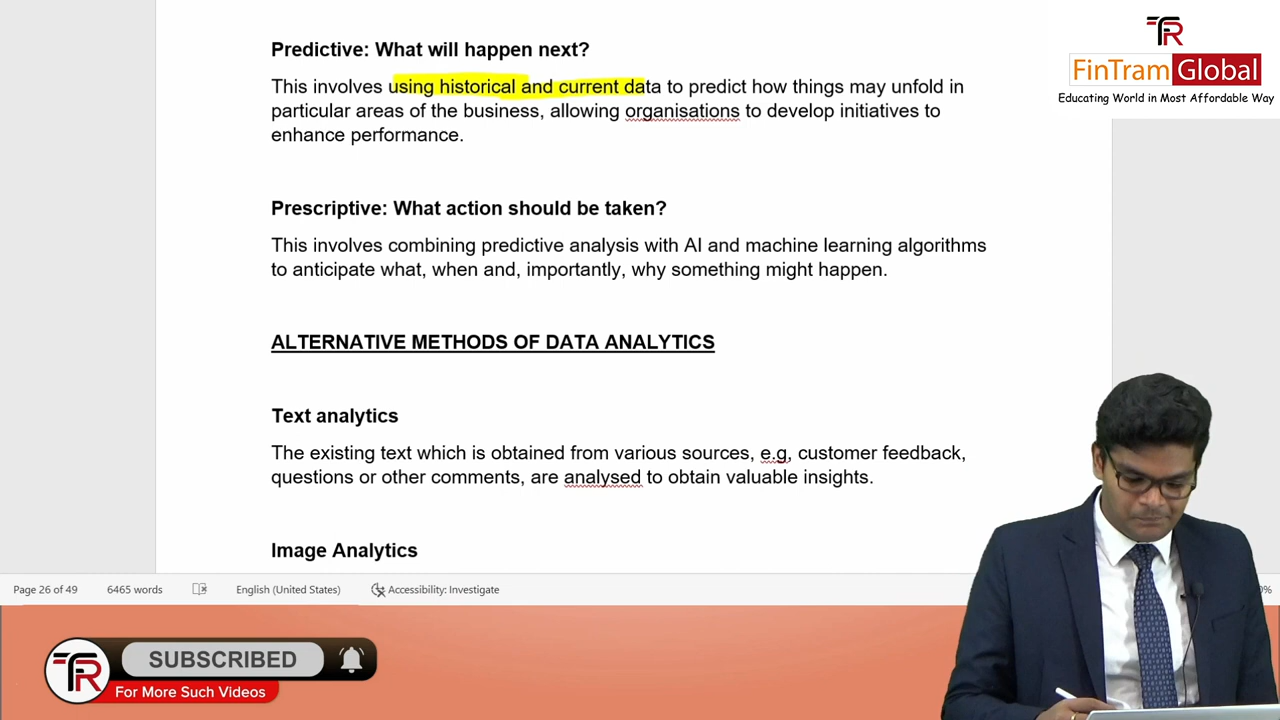 Predictive: What will happen next?
This involves using historical and current data to predict how things may unfold in
particular areas of the business, allowing organisations to develop initiatives to
enhance performance.
Prescriptive: What action should be taken?
This involves combining predictive analysis with AI and machine learning algorithms
to anticipate what, when and, importantly, why something might happen.
ALTERNATIVE METHODS OF DATA ANALYTICS
Text analytics
The existing text which is obtained from various sources, e.g. customer feedback,
questions or other comments, are analysed to obtain valuable insights.
Image Analytics
Page 26 of 49 6465 words English (United States) Accessibility: Investigate
FinTram Global
Educating World in Most Affordable Way
SUBSCRIBED
For More Such Videos